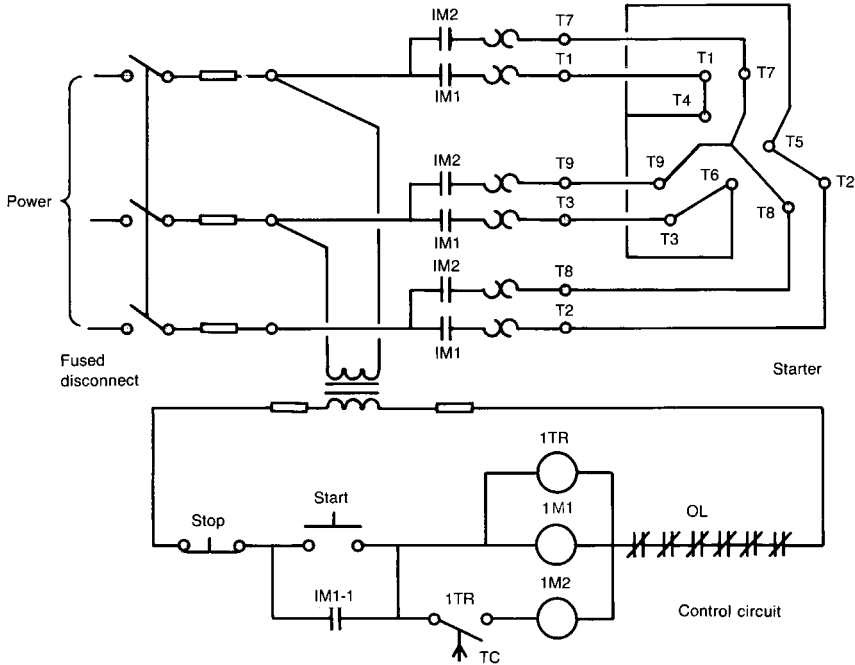 IM2
T7
T1
T1
T7
IM1
T4
T5
IM2
T9
T9
T6
T2
Power
T3
T8
IM1
T3
IM2
T8
T2
IM1
Fused
disconnect
Starter
1TR
Start
1M1
OL
Stop
IM1-1
1TR
1M2
Control circuit
TC